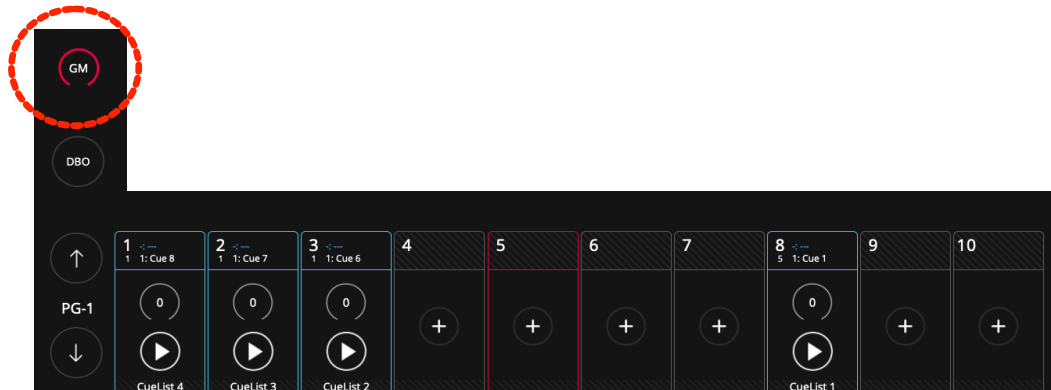 GM
DBO
1 -: ---
1 1: Cue 8
2 -: ---
1 1: Cue 7
3 -: ---
1 1: Cue 6
4
5
6
7
8 -: ---
5 1: Cue 1
9
10
PG-1
0
0
0
+
+
+
+
0
+
+
CueList 4
CueList 3
CueList 2
CueList 1